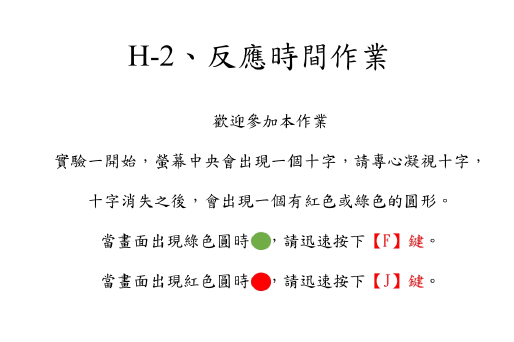 H-2、反應時間作業
歡迎參加本作業
實驗一開始，螢幕中央會出現一個十字，請專心凝視十字，
十字消失之後，會出現一個有紅色或綠色的圓形。
當畫面出現綠色圓時，請迅速按下【F】鍵。
當畫面出現紅色圓時，請迅速按下【J】鍵。